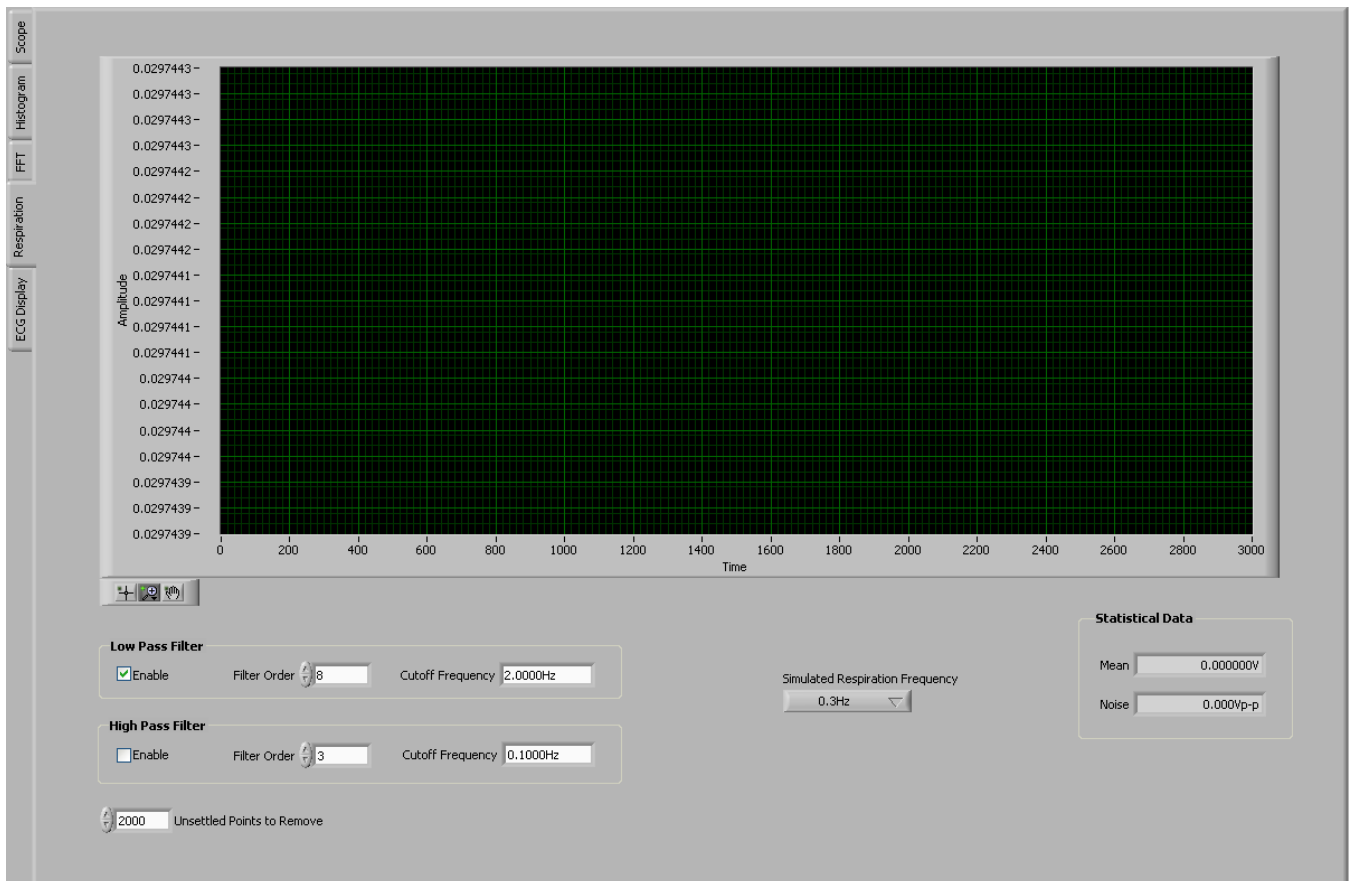 Scope
Histogram
FFT
Respiration
ECG Display
Amplitude
0.0297443
0.0297443
0.0297443
0.0297443
0.0297442
0.0297442
0.0297442
0.0297442
0.0297441
0.0297441
0.0297441
0.0297441
0.029744
0.029744
0.029744
0.029744
0.0297439
0.0297439
0.0297439
0 200 400 600 800 1000 1200 1400 1600 1800 2000 2200 2400 2600 2800 3000
Time
Low Pass Filter
Enable Filter Order 8 Cutoff Frequency 2.0000Hz
High Pass Filter
Enable Filter Order 3 Cutoff Frequency 0.1000Hz
2000 Unsettled Points to Remove
Simulated Respiration Frequency
0.3Hz
Statistical Data
Mean 0.000000V
Noise 0.000Vp-p